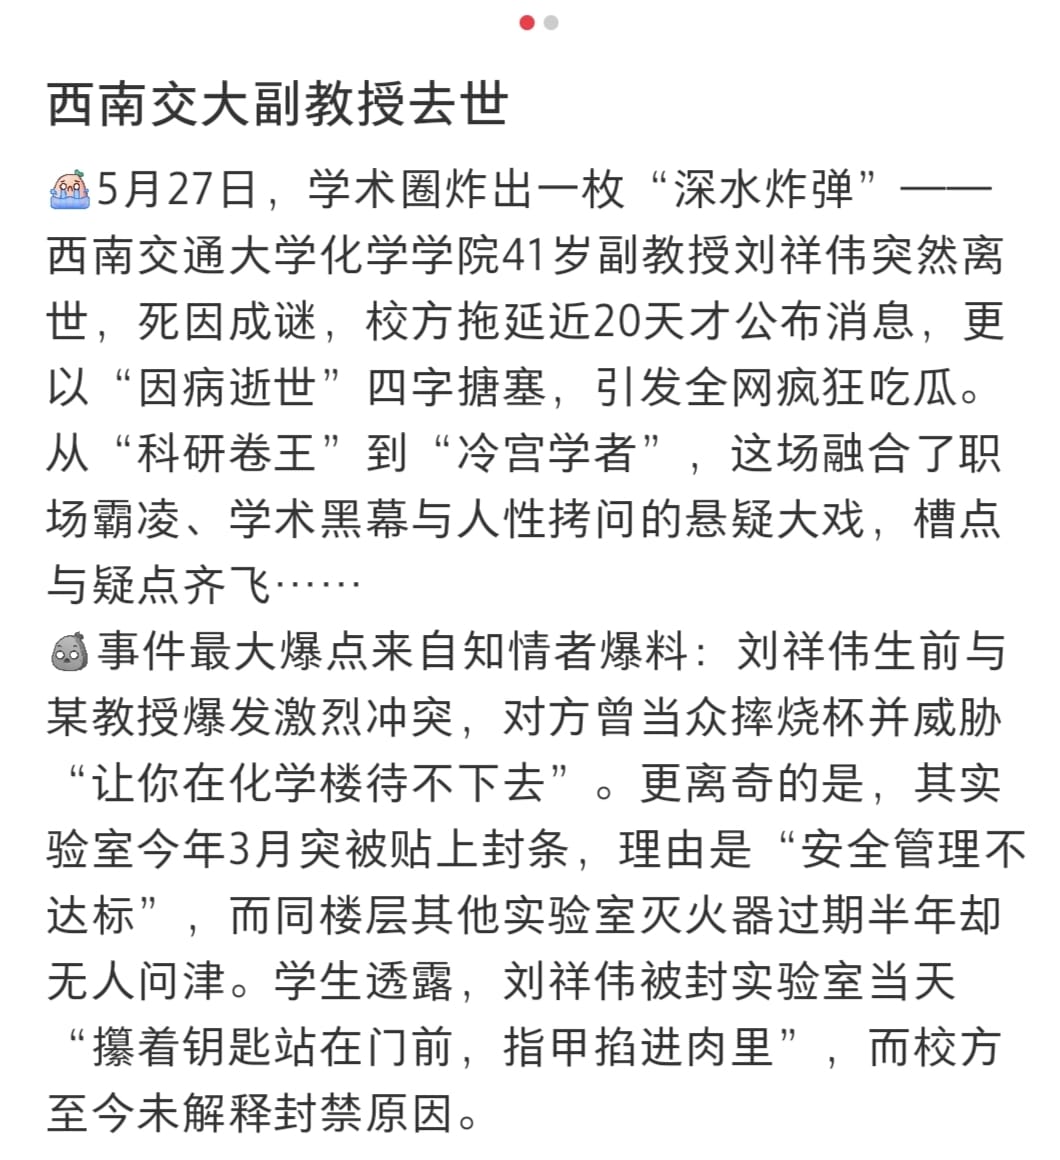 西南交大副教授去世
5月27日，学术圈炸出一枚“深水炸弹”——
西南交通大学化学学院41岁副教授刘祥伟突然离
世，死因成谜，校方拖延近20天才公布消息，更
以“因病逝世”四字搪塞，引发全网疯狂吃瓜。
从“科研卷王”到“冷宫学者”，这场融合了职
场霸凌、学术黑幕与人性拷问的悬疑大戏，槽点
与疑点齐飞……
事件最大爆点来自知情者爆料：刘祥伟生前与
某教授爆发激烈冲突，对方曾当众摔烧杯并威胁
“让你在化学楼待不下去”。更离奇的是，其实
验室今年3月突被贴上封条，理由是“安全管理不
达标”，而同楼层其他实验室灭火器过期半年却
无人问津。学生透露，刘祥伟被封实验室当天
“攥着钥匙站在门前，指甲掐进肉里”，而校方
至今未解释封禁原因。